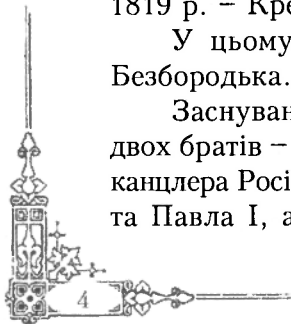 1819 р. – Кре
У цьому
Безбородька.
Заснуван
двох братів –
канцлера Росі
та Павла І, а
4